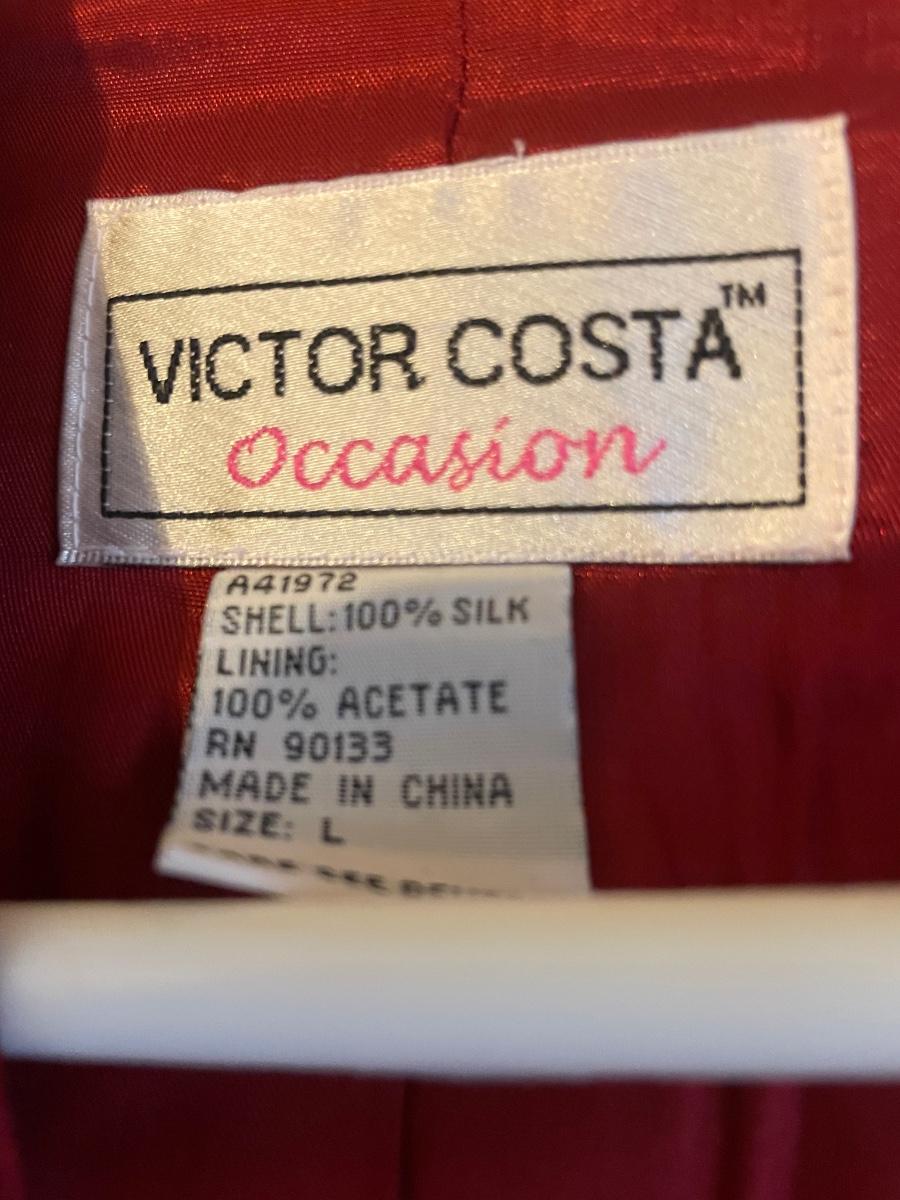 VICTOR COSTA™
Occasion
A41972
SHELL: 100% SILK
LINING:
100% ACETATE
RN 90133
MADE IN CHINA
SIZE: L